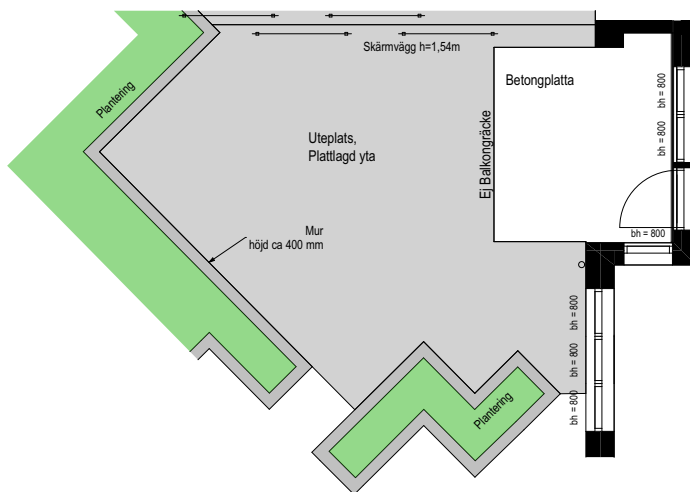 Skärmvägg h=1,54m
Plantering
Betongplatta
bh = 800
bh = 800
Uteplats,
Plattlagd yta
Ej Balkongräcke
Mur
höjd ca 400 mm
bh = 800
bh = 800
bh = 800
bh = 800
Plantering